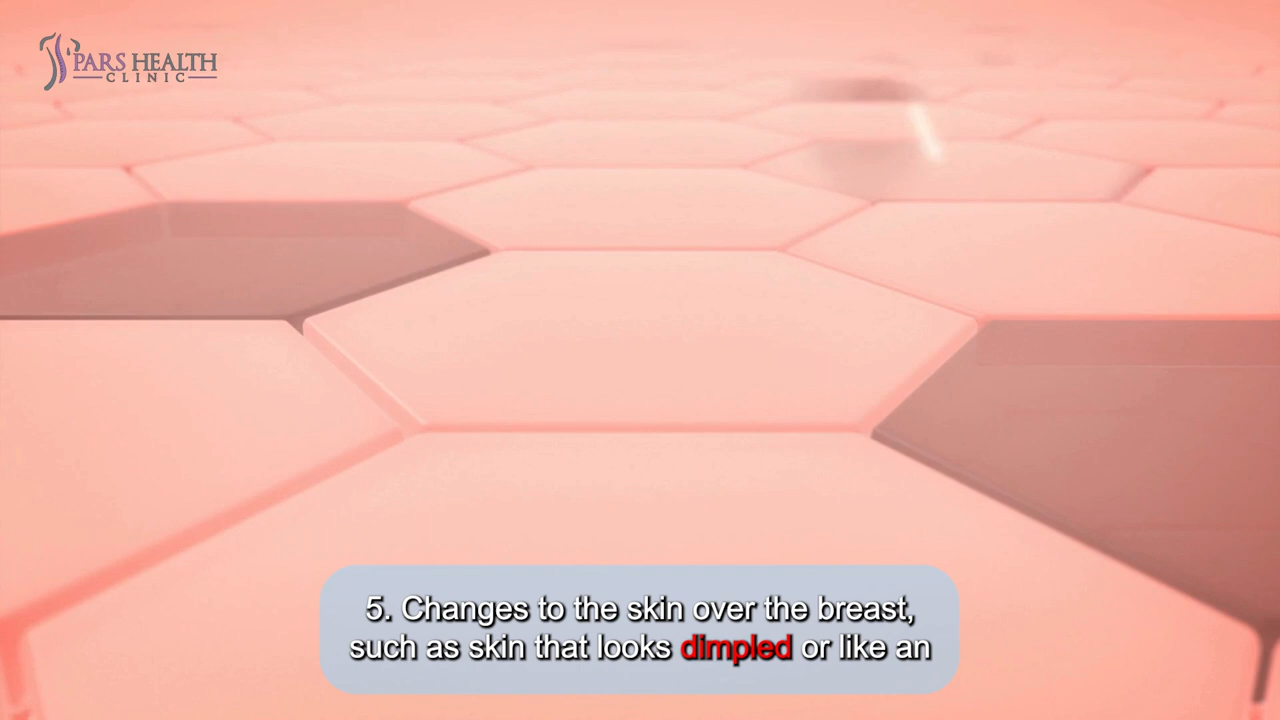 PARS HEALTH
CLINIC
5. Changes to the skin over the breast,
such as skin that looks dimpled or like an